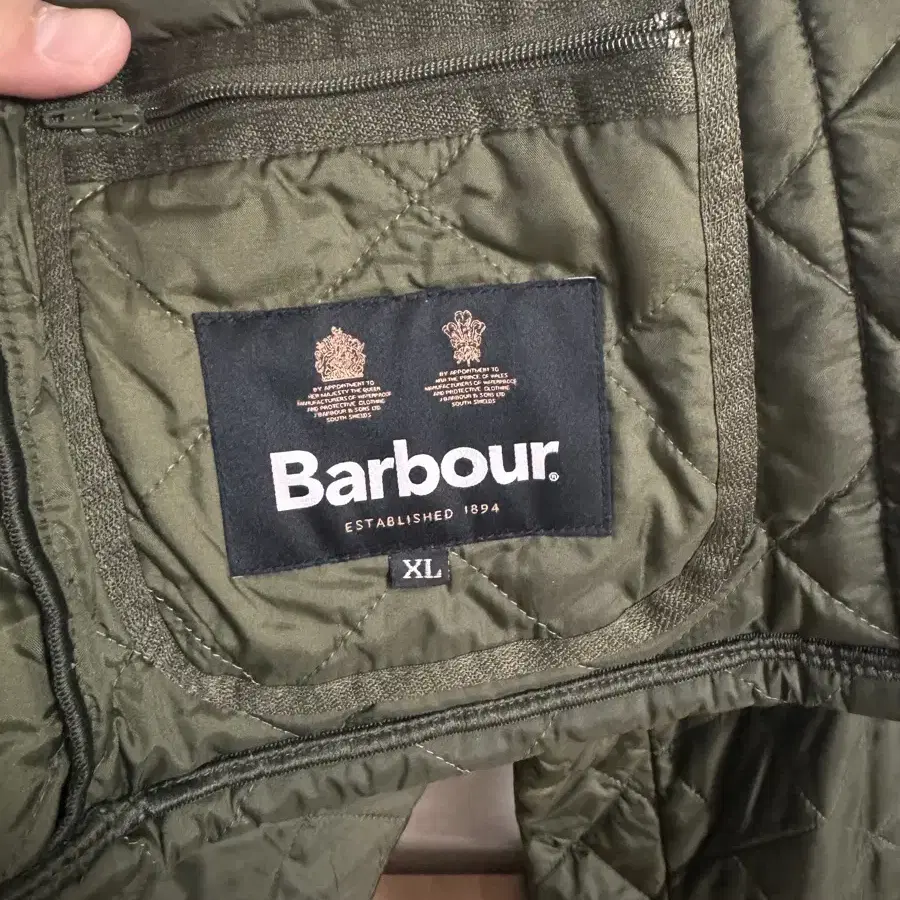 BY APPOINTMENT TO
HER MAJESTY THE QUEEN
MANUFACTURERS OF WATERPROOF
AND PROTECTIVE CLOTHING
J BARBOUR & SONS LTD
SOUTH SHIELDS
BY APPOINTMENT TO
HRH THE PRINCE OF WALES
MANUFACTURERS OF WATERPROOF
AND PROTECTIVE CLOTHING
J BARBOUR & SONS LTD
SOUTH SHIELDS
Barbour®
ESTABLISHED 1894
XL